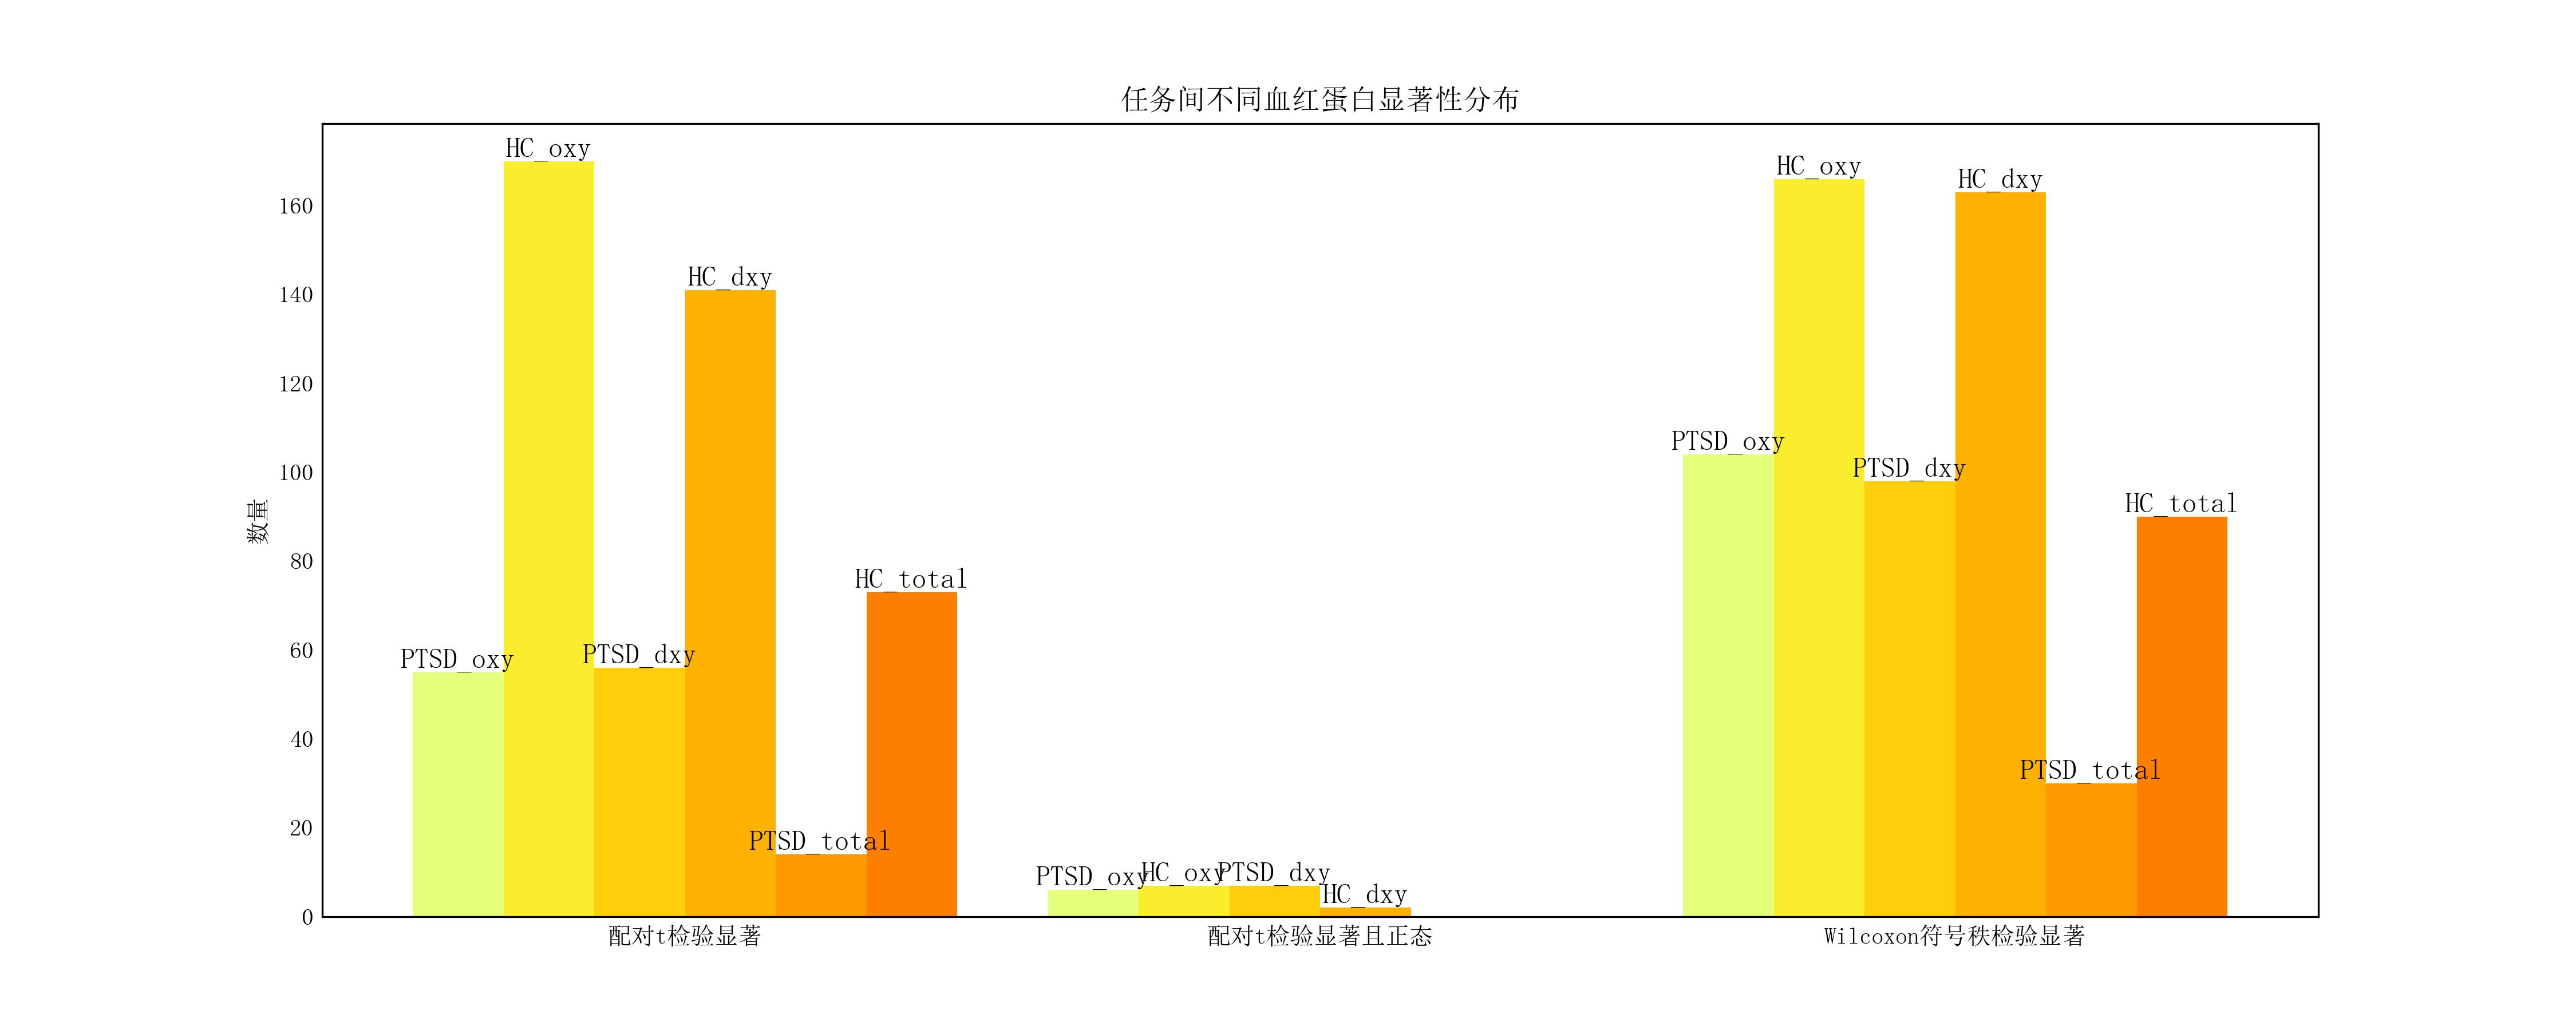 任务间不同血红蛋白显著性分布
数量
160
140
120
100
80
60
40
20
0
PTSD_oxy
HC_oxy
PTSD_dxy
HC_dxy
PTSD_total
HC_total
PTSD_oxy
HC_oxy
PTSD_dxy
HC_dxy
PTSD_oxy
HC_oxy
PTSD_dxy
HC_dxy
PTSD_total
HC_total
配对t检验显著
配对t检验显著且正态
Wilcoxon符号秩检验显著